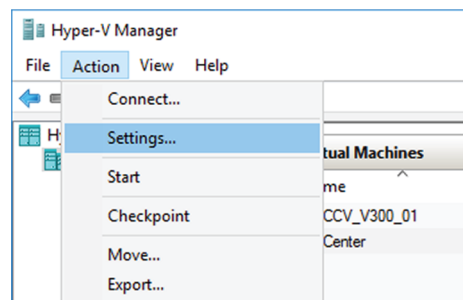 Hyper-V Manager
File Action View Help
Connect...
Settings...
Start
Checkpoint
Move...
Export...
H
tual Machines
me
CCV_V300_01
Center